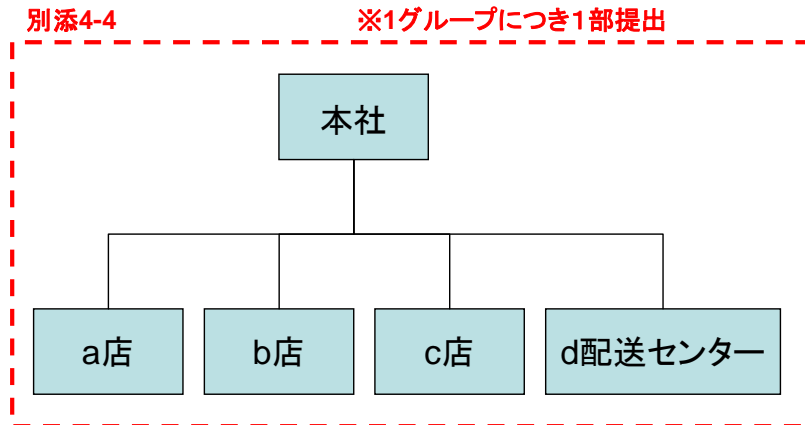 別添4-4
※1グループにつき1部提出
本社
a店
b店
c店
d配送センター